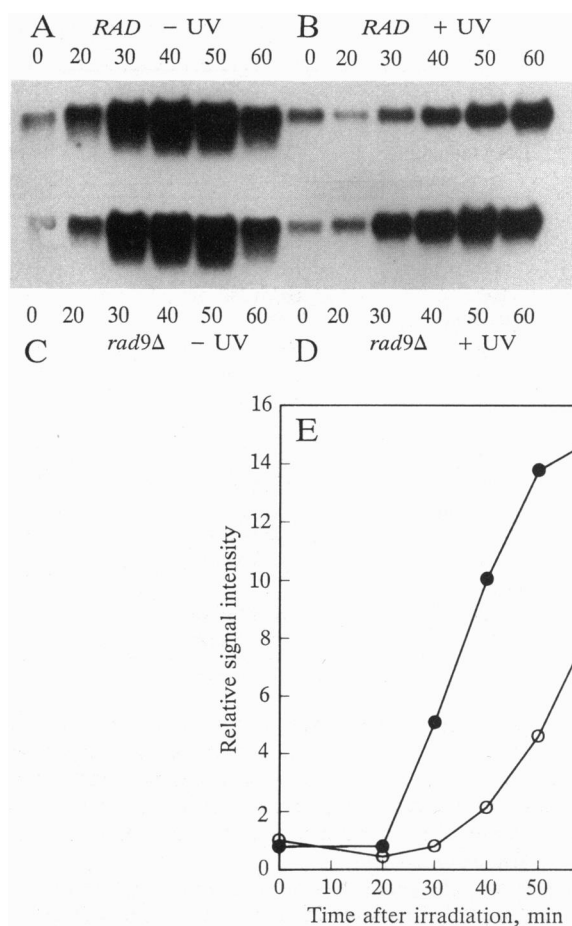 A RAD – UV B RAD + UV
0 20 30 40 50 60 0 20 30 40 50 60
0 20 30 40 50 60 0 20 30 40 50 60
C rad9Δ – UV D rad9Δ + UV
E
16
14
12
10
8
6
4
2
0
Relative signal intensity
0 10 20 30 40 50
Time after irradiation, min